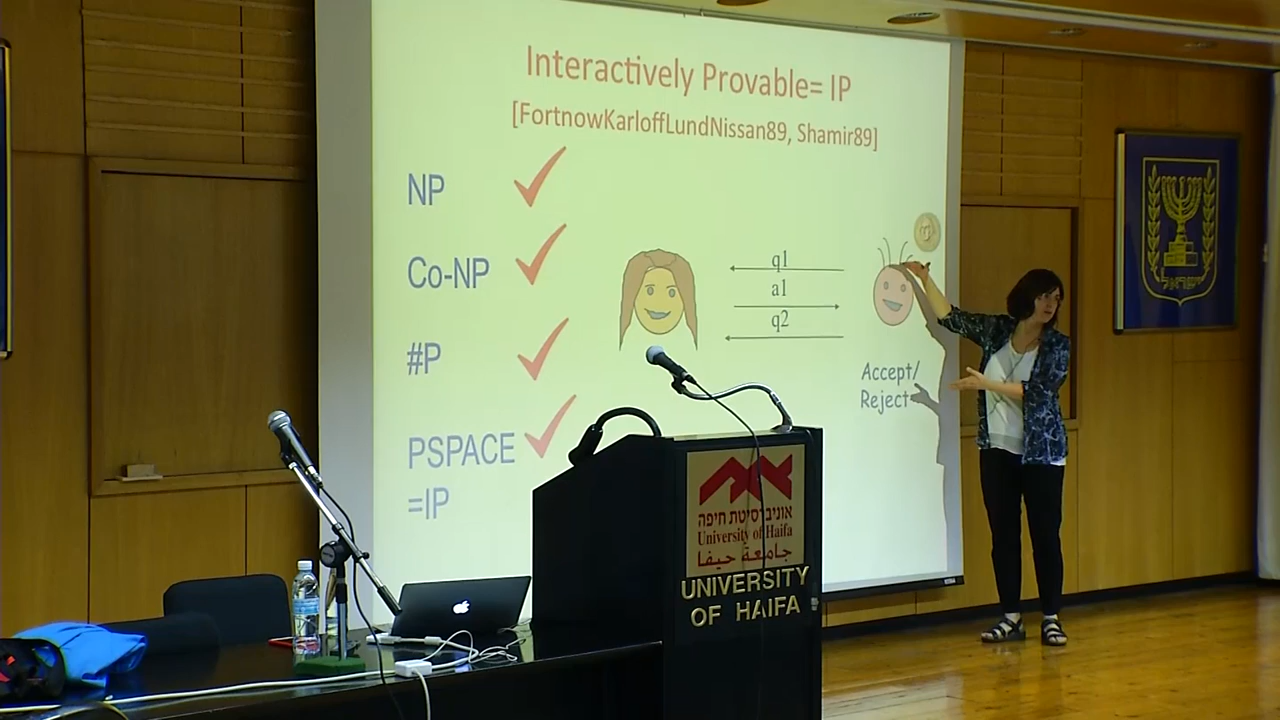 Interactively Provable= IP
[FortnowKarloffLundNissan89, Shamir89]
NP
Co-NP
#P
PSPACE
=IP
q1
a1
q2
Accept/
Reject
אוניברסיטת חיפה
University of Haifa
جامعة حيفا
UNIVERSITY
OF HAIFA
ישראל